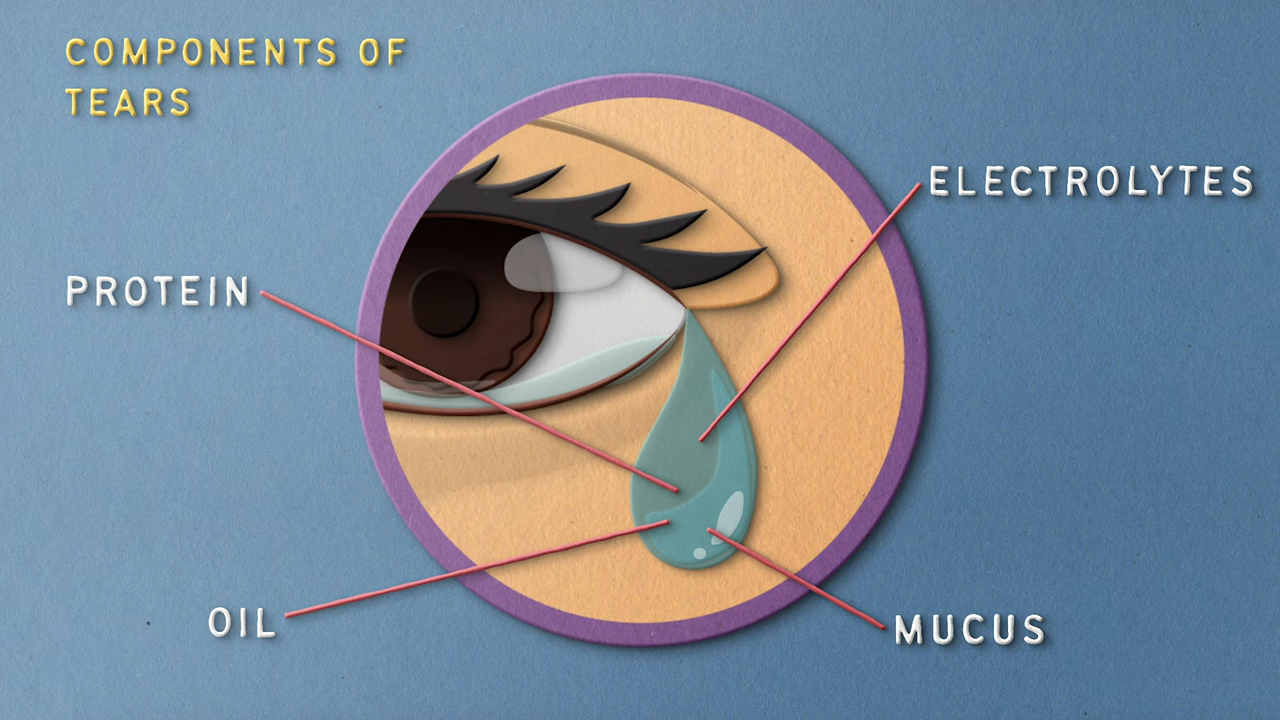 COMPONENTS OF
TEARS
ELECTROLYTES
PROTEIN
OIL
MUCUS